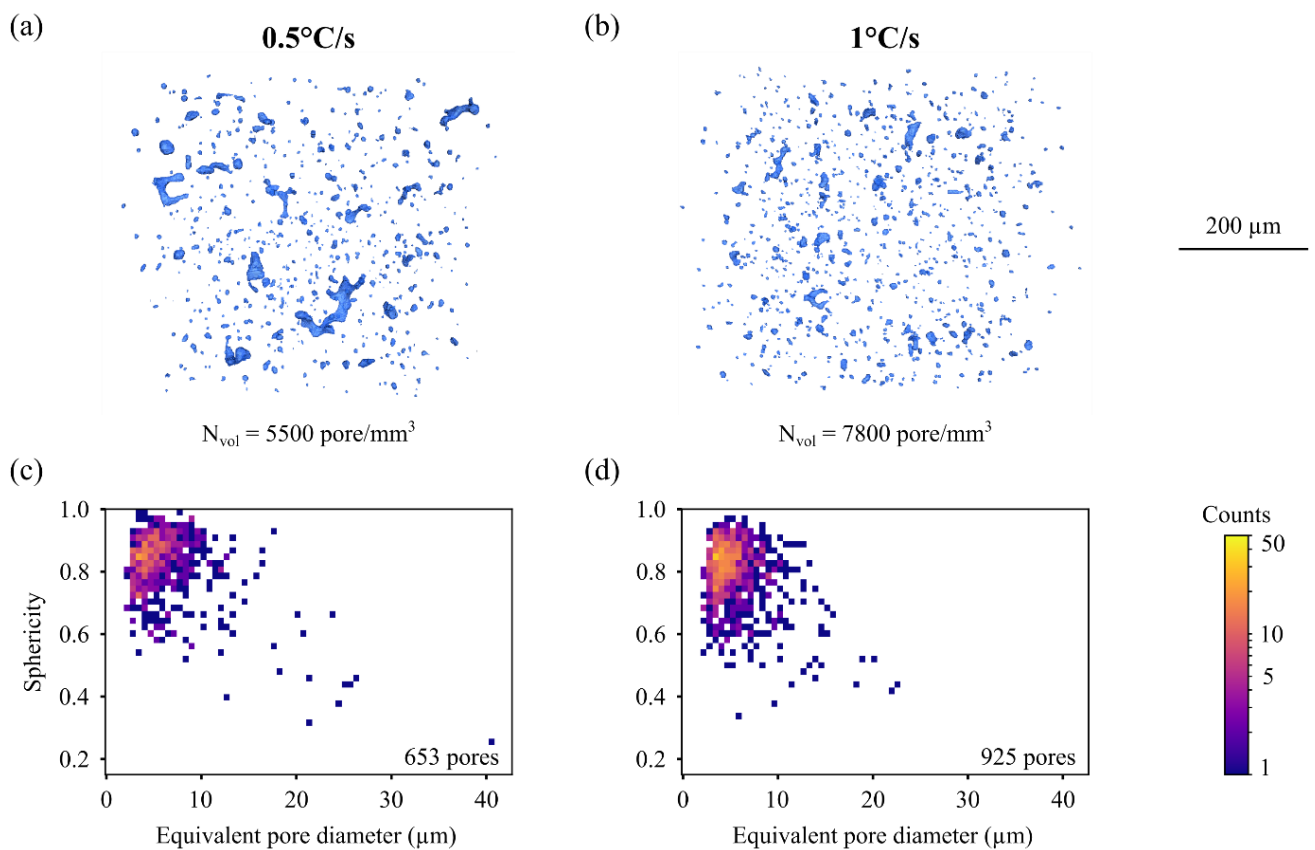 (a)
0.5°C/s
(b)
1°C/s
200 µm
N_vol = 5500 pore/mm³
N_vol = 7800 pore/mm³
(c)
Sphericity
1.0
0.8
0.6
0.4
0.2
653 pores
0 10 20 30 40
Equivalent pore diameter (µm)
(d)
1.0
0.8
0.6
0.4
0.2
925 pores
0 10 20 30 40
Equivalent pore diameter (µm)
Counts
50
10
5
1